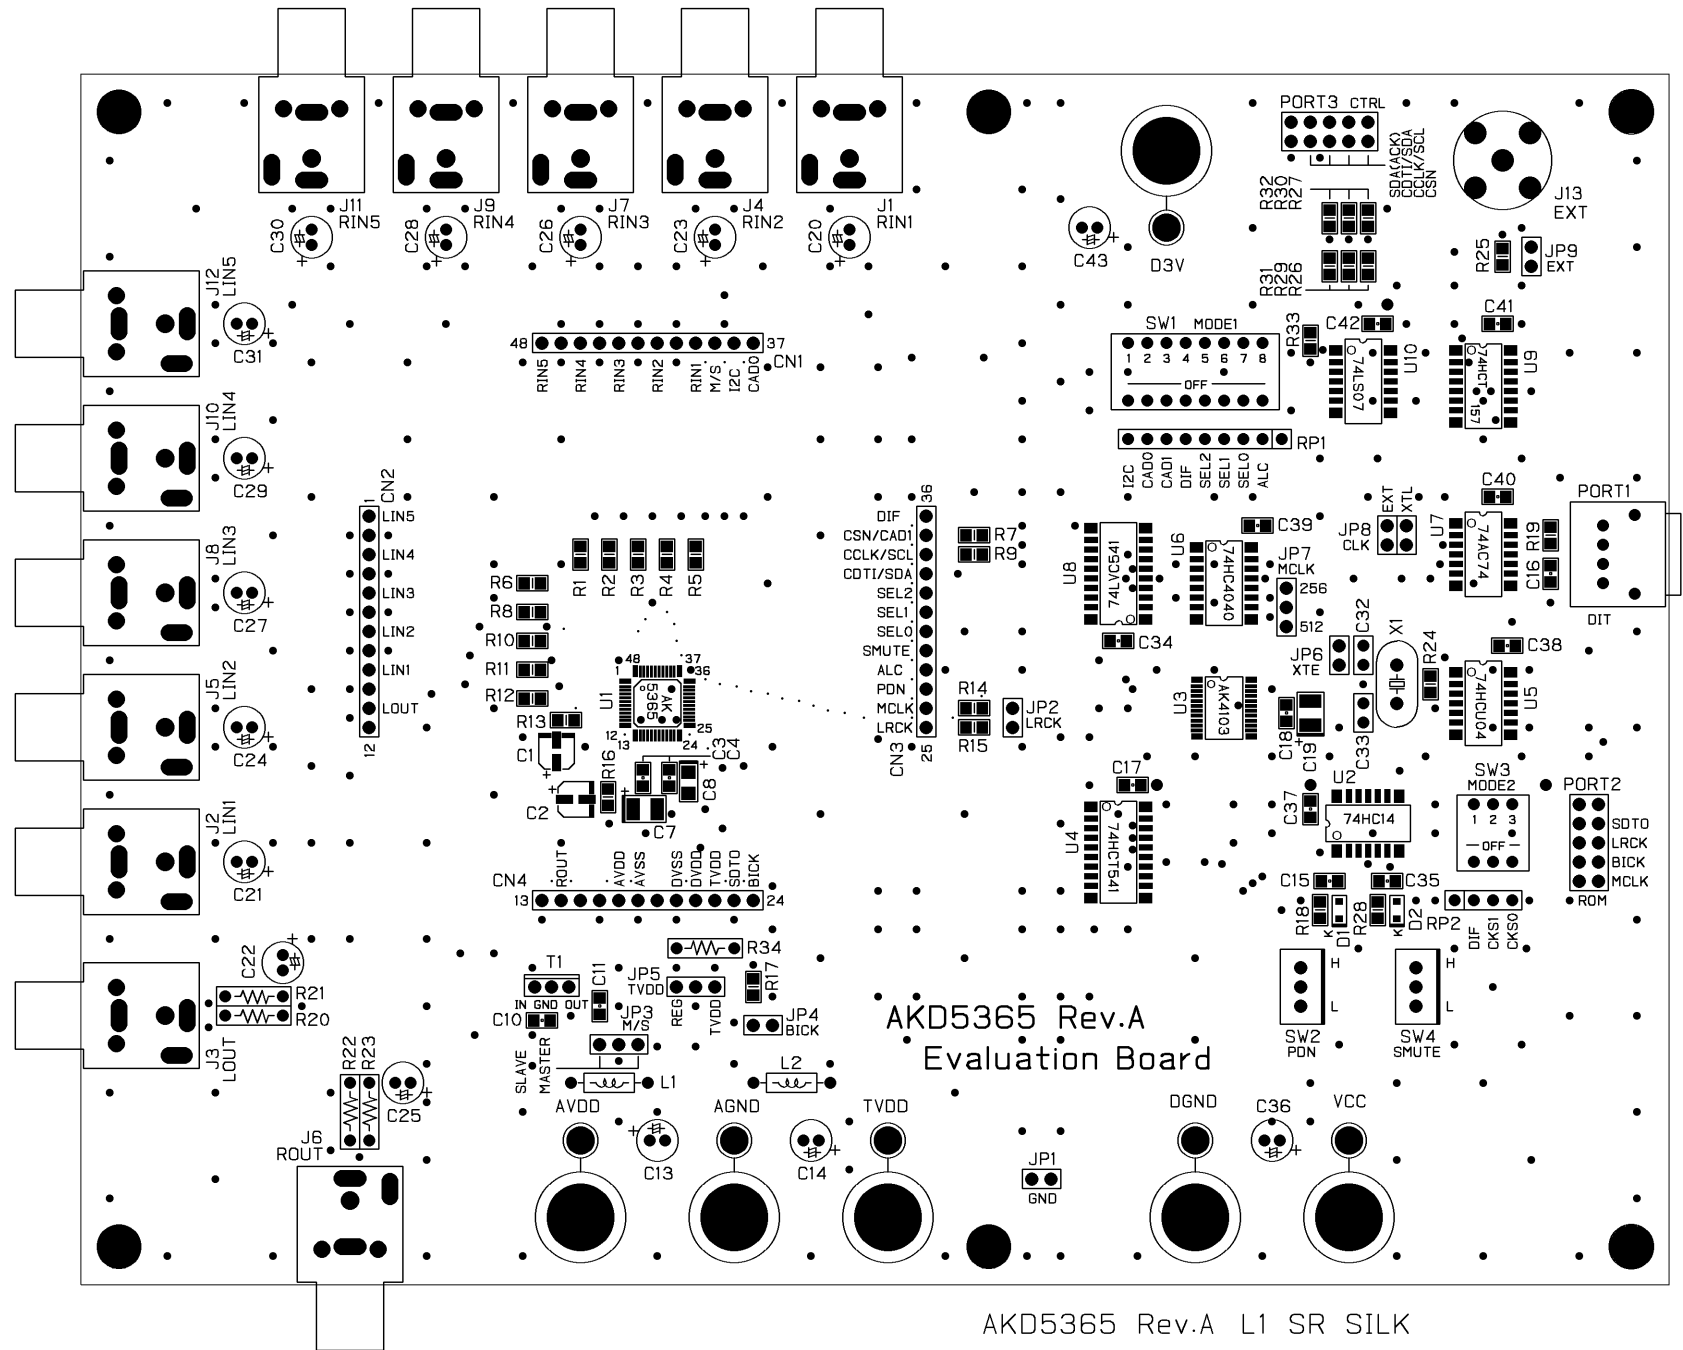 PORT3 CTRL
SDA(ACK)
CDTI/SDA
CCLK/SCL
CSN
R32
R30
R27
R31
R29
R26
J11
RIN5
J9
RIN4
J7
RIN3
J4
RIN2
J1
RIN1
C30
C28
C26
C23
C20
C43
D3V
J13
EXT
R25
JP9
EXT
J12
LIN5
C31
48
37
CN1
RIN5
RIN4
RIN3
RIN2
RIN1
M/S
I2C
CAD0
SW1 MODE1
1 2 3 4 5 6 7 8
OFF
R33
C42
U10
74LS07
C41
U9
74HCT
157
RP1
I2C
CAD0
CAD1
DIF
SEL2
SEL1
SEL0
ALC
J10
LIN4
C29
CN2
1
LIN5
LIN4
LIN3
LIN2
LIN1
LOUT
12
36
DIF
CSN/CAD1
CCLK/SCL
CDTI/SDA
SEL2
SEL1
SEL0
SMUTE
ALC
PDN
MCLK
LRCK
CN3
25
R7
R9
R14
R15
JP2
LRCK
R1
R2
R3
R4
R5
R6
R8
R10
R11
R12
R13
U1
1
48
37
36
AK
5365
12
13
24
25
C1
C2
R16
C3
C4
C8
C7
U8
74LVC541
C34
U6
74HC4040
C39
JP7
MCLK
256
512
JP8
CLK
EXT
XTL
U7
74AC74
C40
R19
C16
PORT1
DIT
JP6
XTE
C32
X1
C33
R24
C38
U5
74HCU04
U3
AK4103
C18
C19
J8
LIN3
C27
J5
LIN2
C24
J2
LIN1
C21
C17
U4
74HCT541
C37
U2
74HC14
SW3
MODE2
1 2 3
OFF
PORT2
SDTO
LRCK
BICK
MCLK
ROM
C15
C35
R18
K
D1
R28
K
D2
RP2
DIF
CKS1
CKS0
CN4
13
24
ROUT
AVDD
AVSS
DVSS
DVDD
TVDD
SDTO
BICK
R34
C22
R21
R20
J3
LOUT
T1
IN GND OUT
C10
C11
JP5
TVDD
REG
TVDD
R17
JP4
BICK
JP3
M/S
SLAVE
MASTER
L1
L2
SW2
PDN
H
L
SW4
SMUTE
H
L
AKD5365 Rev.A
Evaluation Board
R22
R23
C25
J6
ROUT
AVDD
C13
AGND
C14
TVDD
JP1
GND
DGND
C36
VCC
AKD5365 Rev.A L1 SR SILK